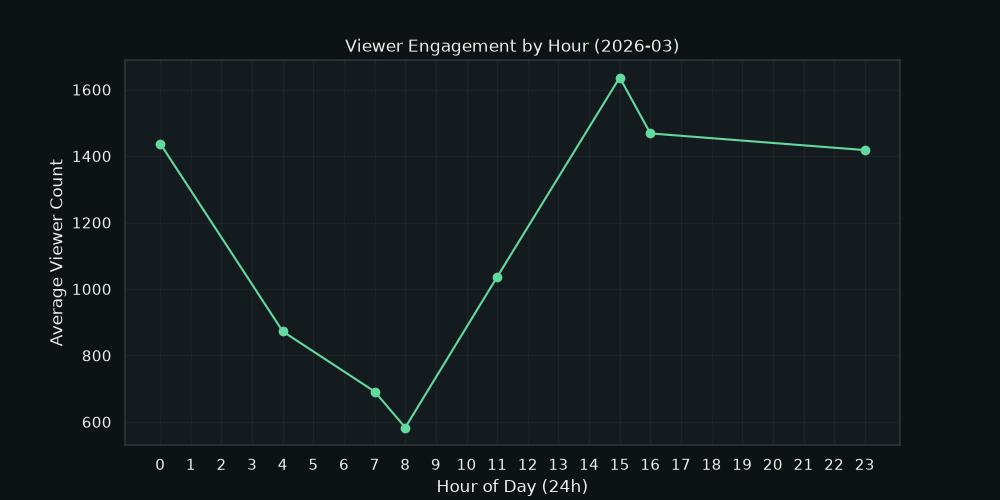 Viewer Engagement by Hour (2026-03)
Average Viewer Count
1600
1400
1200
1000
800
600
0 1 2 3 4 5 6 7 8 9 10 11 12 13 14 15 16 17 18 19 20 21 22 23
Hour of Day (24h)